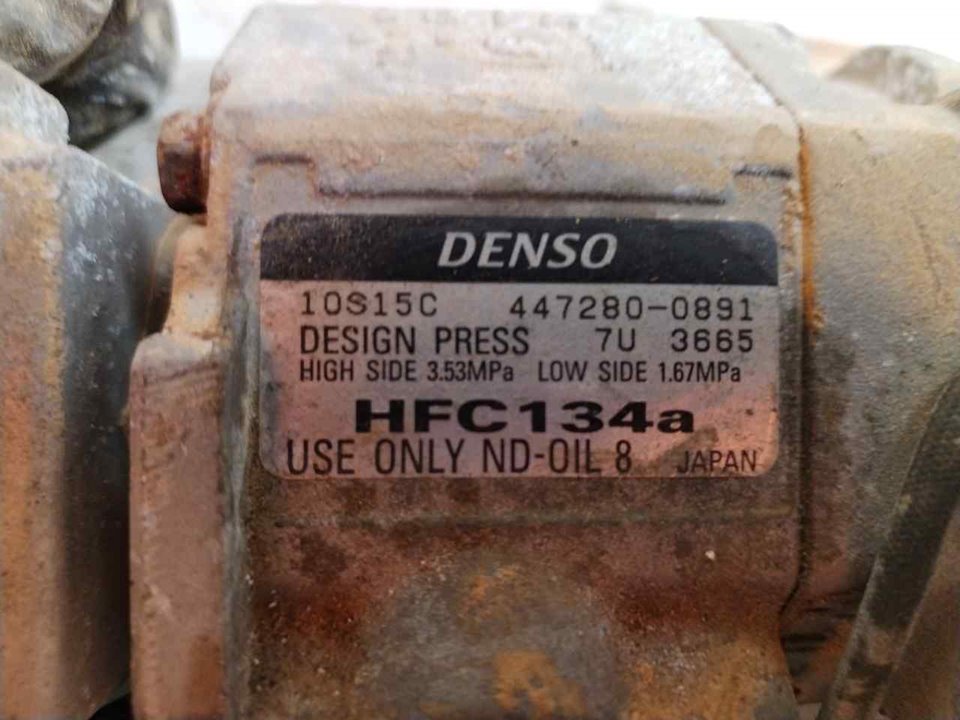 DENSO
10S15C 447280-0891
DESIGN PRESS 7U 3665
HIGH SIDE 3.53MPa LOW SIDE 1.67MPa
HFC134a
USE ONLY ND-OIL 8 JAPAN